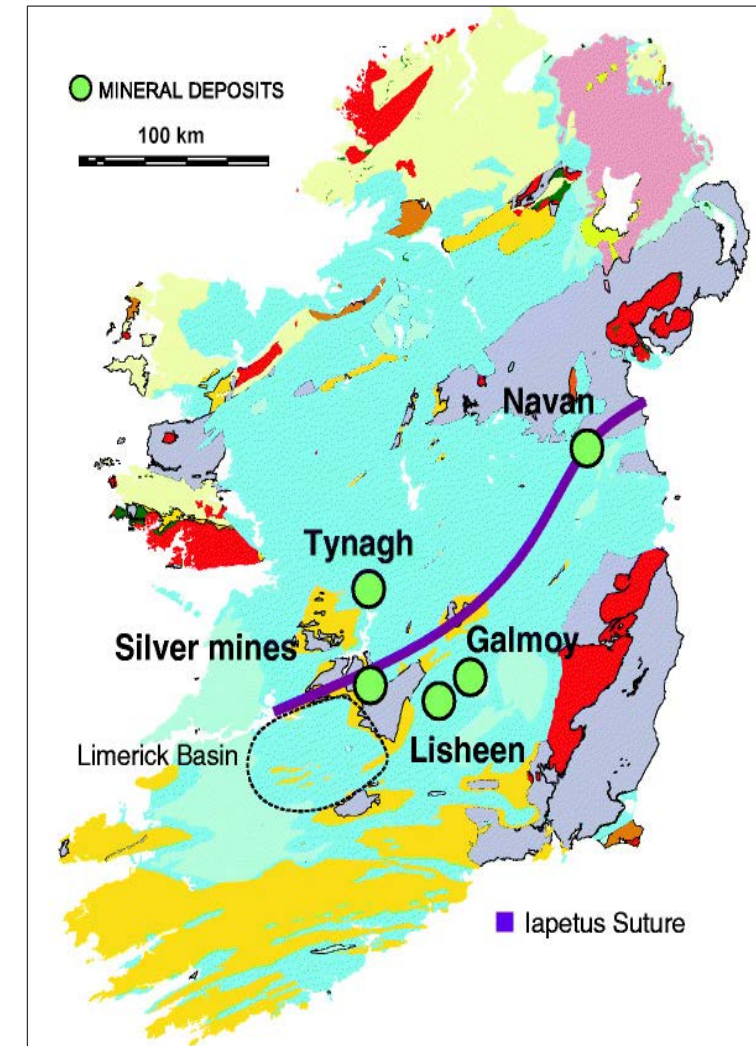 MINERAL DEPOSITS
100 km
Navan
Tynagh
Silver mines
Galmoy
Limerick Basin
Lisheen
Iapetus Suture